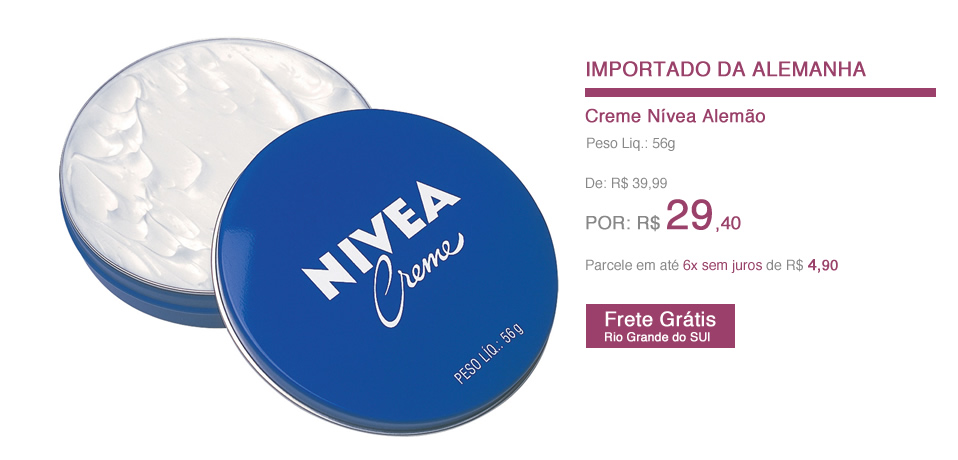 NIVEA
Creme
PESO LÍQ.: 56g
IMPORTADO DA ALEMANHA
Creme Nívea Alemão
Peso Liq.: 56g
De: R$ 39,99
POR: R$ 29,40
Parcele em até 6x sem juros de R$ 4,90
Frete Grátis
Rio Grande do SUl